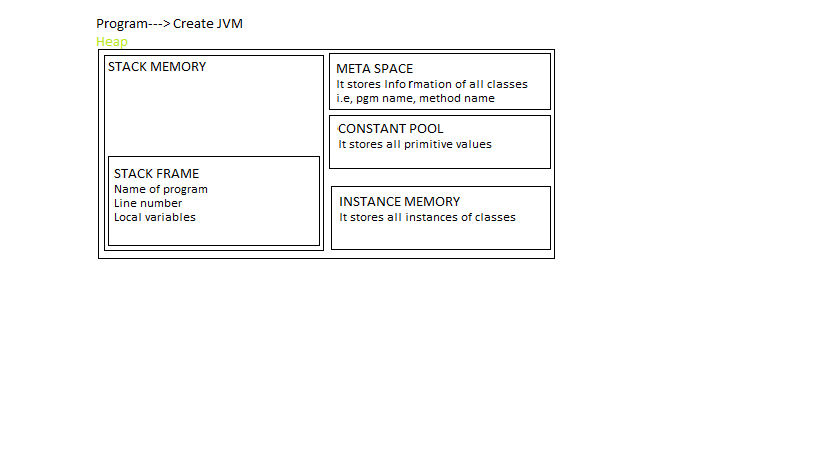 Program---> Create JVM
Heap
STACK MEMORY
STACK FRAME
Name of program
Line number
Local variables
META SPACE
It stores Info rmation of all classes
i.e, pgm name, method name
CONSTANT POOL
It stores all primitive values
INSTANCE MEMORY
It stores all instances of classes